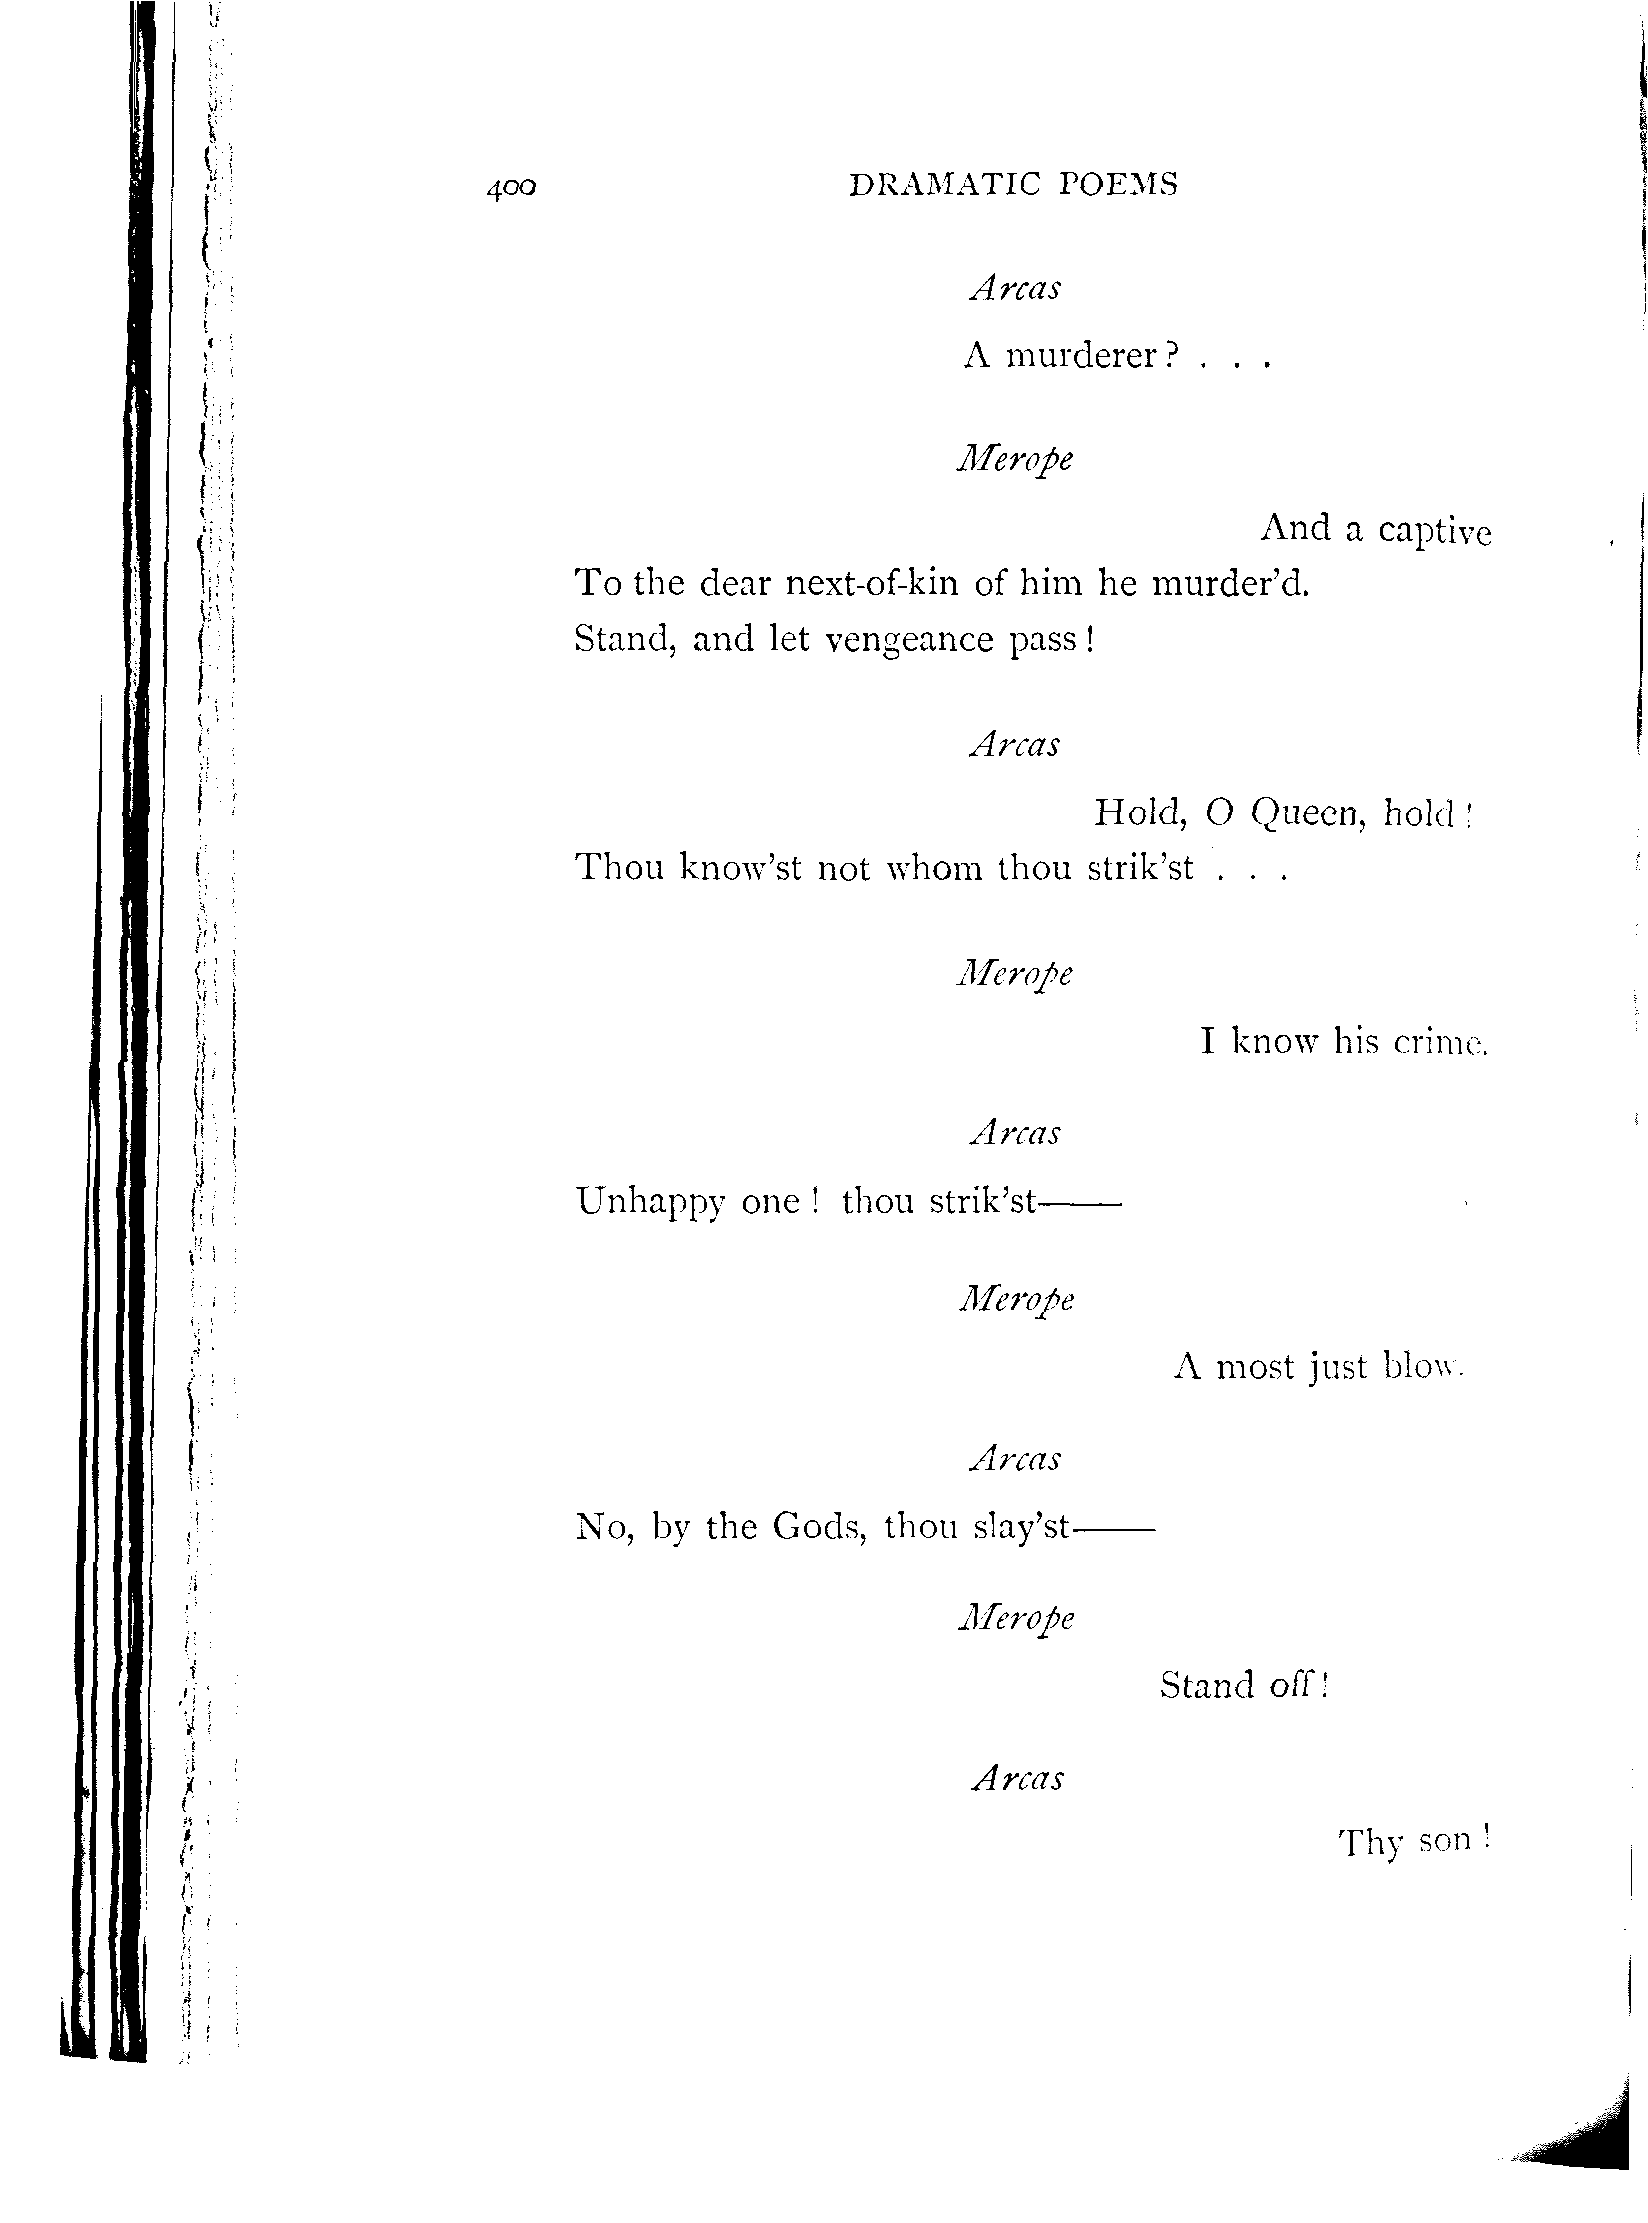 400 DRAMATIC POEMS
Arcas
A murderer? . . .
Merope
And a captive
To the dear next-of-kin of him he murder'd.
Stand, and let vengeance pass!
Arcas
Hold, O Queen, hold!
Thou know'st not whom thou strik'st . . .
Merope
I know his crime.
Arcas
Unhappy one! thou strik'st——
Merope
A most just blow.
Arcas
No, by the Gods, thou slay'st——
Merope
Stand off!
Arcas
Thy son!